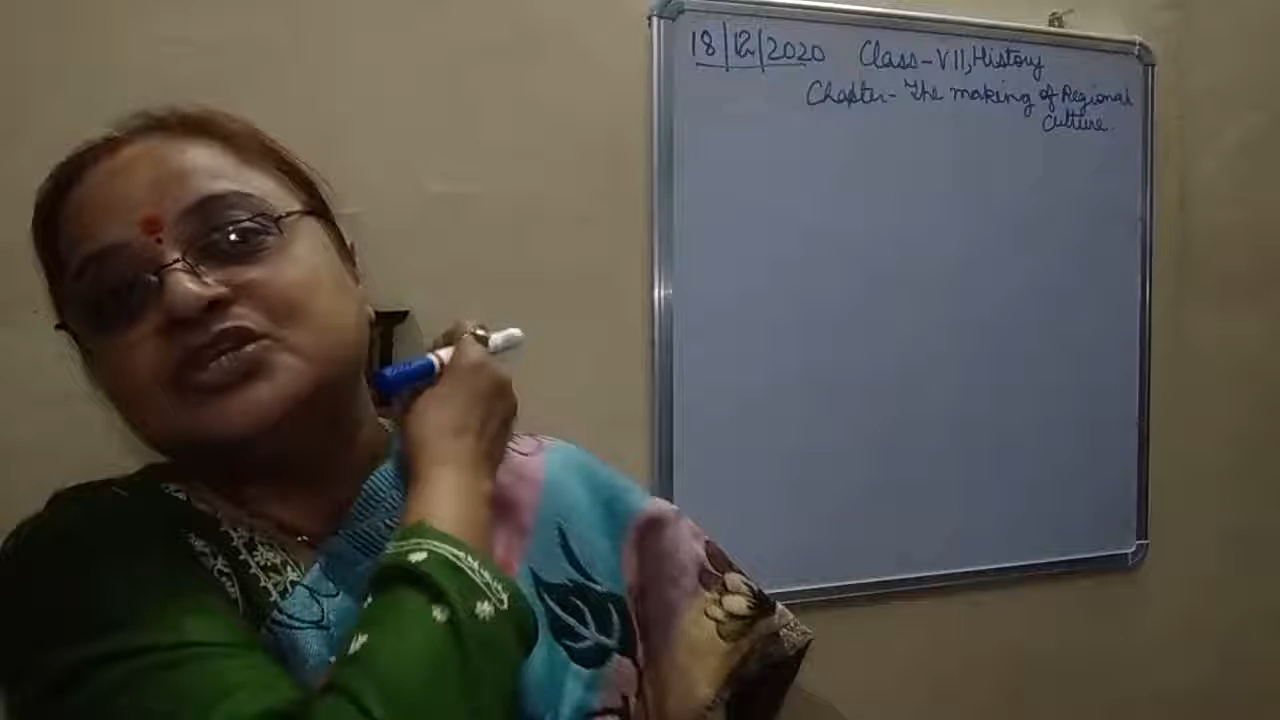 18/12/2020 Class-VII, History
Chapter- The making of Regional
Culture.